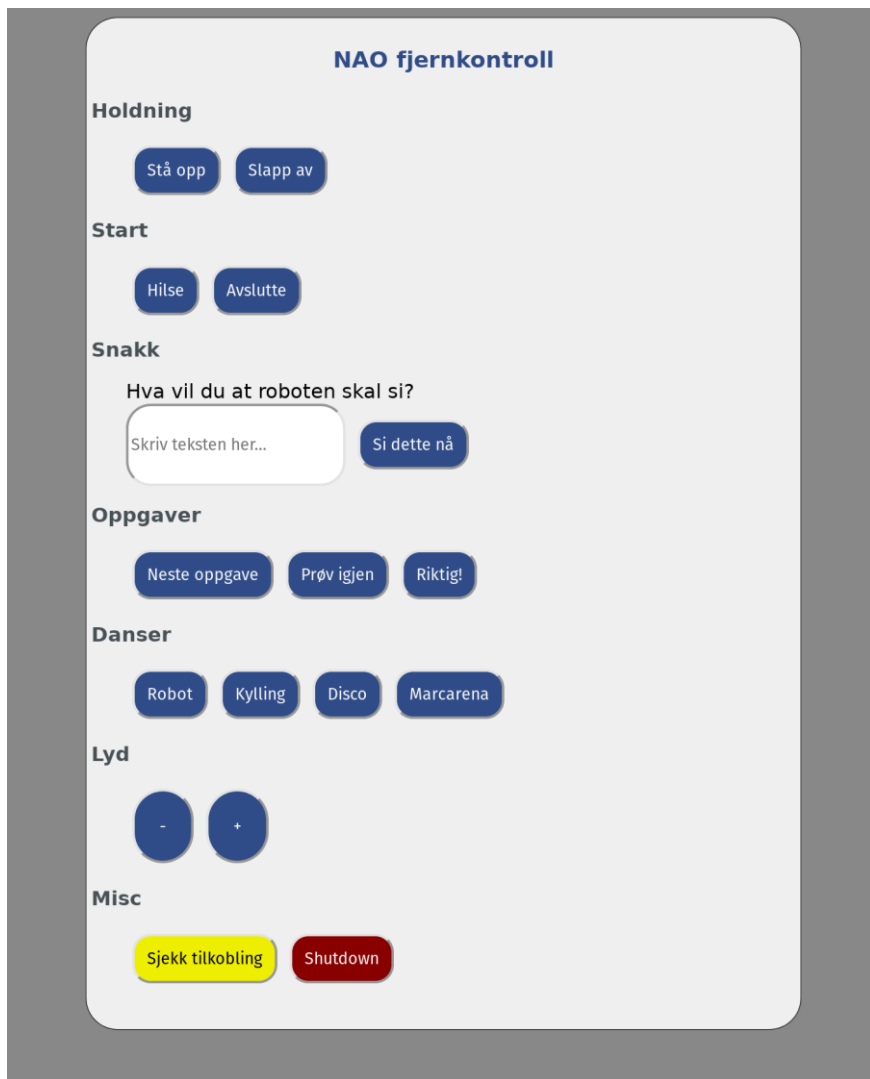 NAO fjernkontroll
Holdning
Stå opp Slapp av
Start
Hilse Avslutte
Snakk
Hva vil du at roboten skal si?
Skriv teksten her... Si dette nå
Oppgaver
Neste oppgave Prøv igjen Riktig!
Danser
Robot Kylling Disco Marcarena
Lyd
- +
Misc
Sjekk tilkobling Shutdown